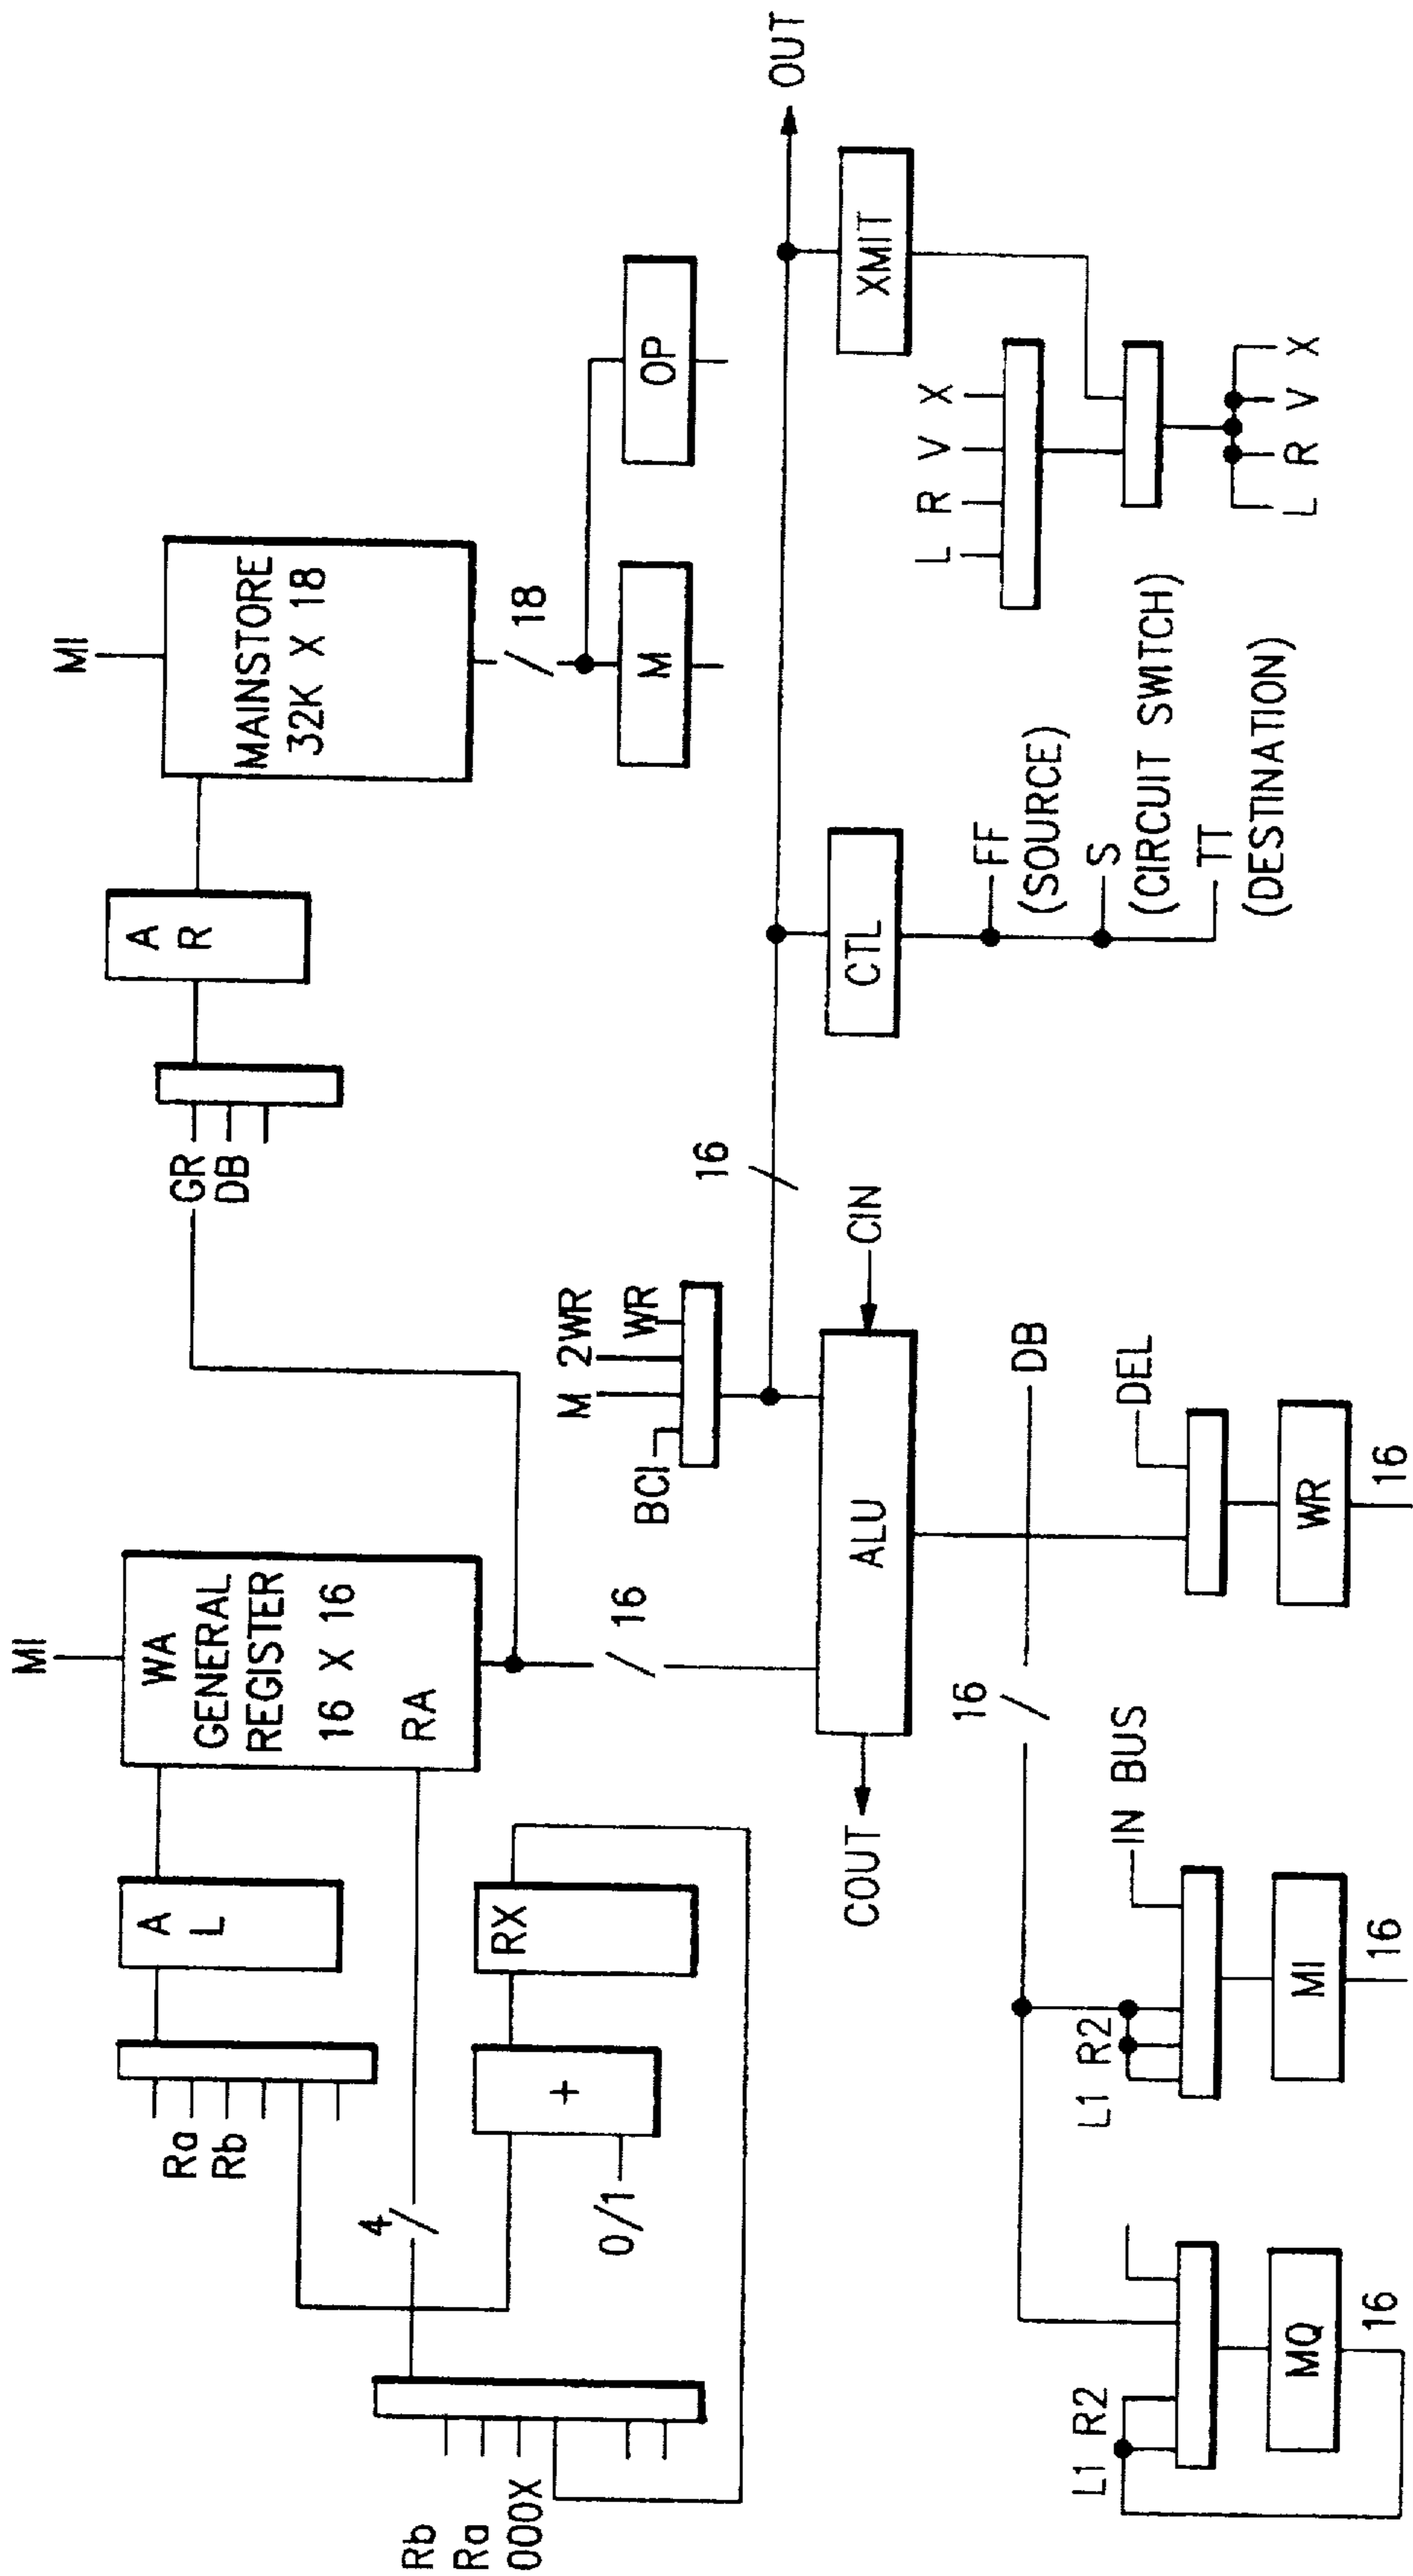 MI
WA
GENERAL
REGISTER
16 X 16
RA
A
L
Ra
Rb
4
RX
+
0/1
Rb
Ra
000X
MI
MAINSTORE
32K X 18
A
R
GR
DB
18
M
OP
16
BCI
M
2WR
WR
16
OUT
ALU
CIN
COUT
CTL
FF
(SOURCE)
S
(CIRCUIT SWITCH)
TT
(DESTINATION)
XMIT
L R V X
L R V X
16
DB
DEL
WR
16
IN BUS
L1 R2
MI
16
L1 R2
MQ
16